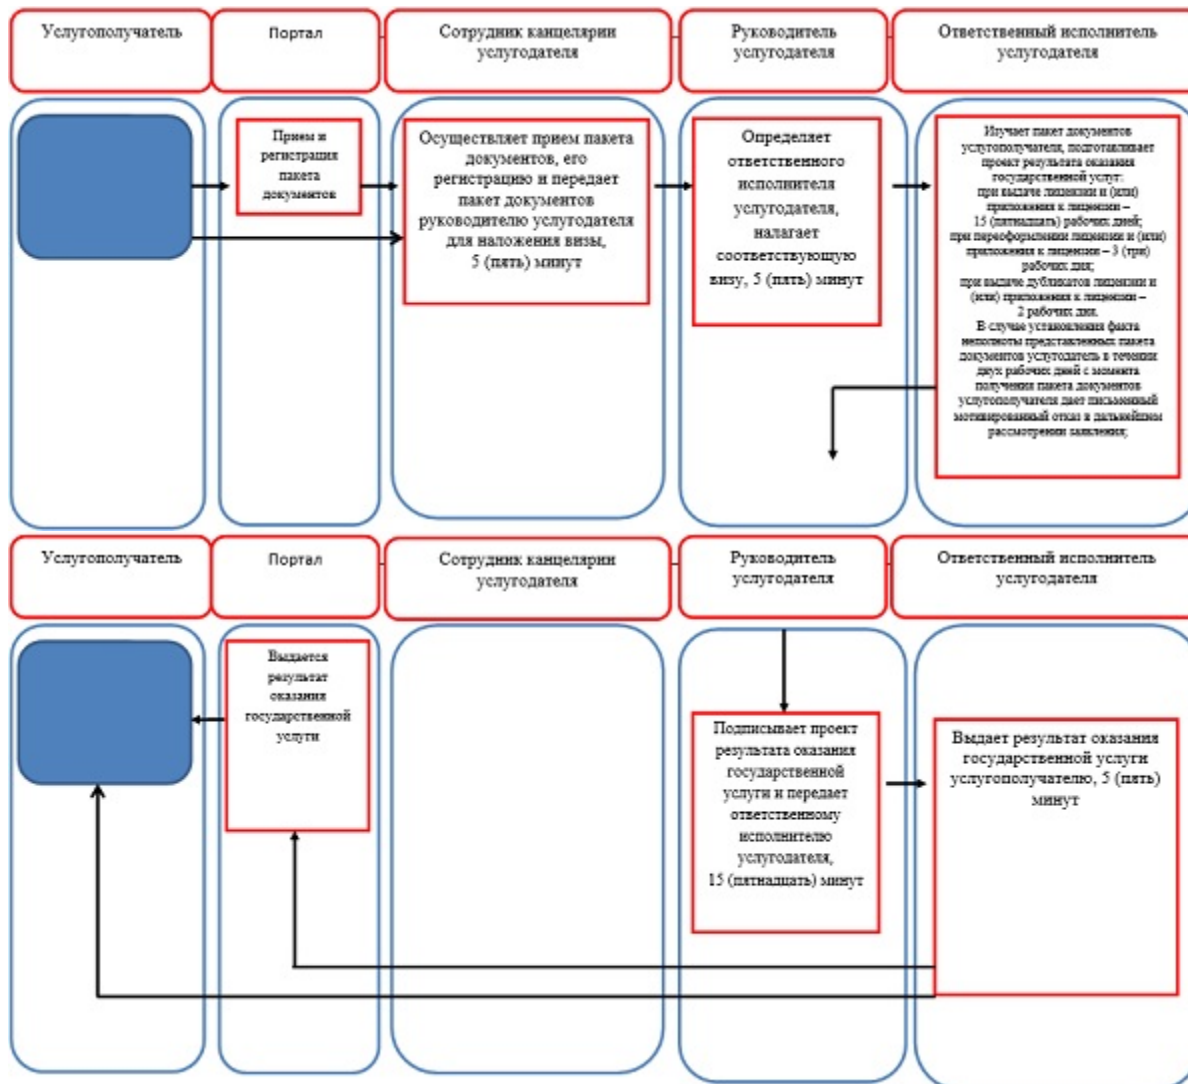 Услугополучатель
Портал
Сотрудник канцелярии
услугодателя
Руководитель
услугодателя
Ответственный исполнитель
услугодателя
Прием и
регистрация
пакета
документов
Осуществляет прием пакета
документов, его
регистрацию и передает
пакет документов
руководителю услугодателя
для наложения визы,
5 (пять) минут
Определяет
ответственного
исполнителя
услугодателя,
налагает
соответствующую
визу, 5 (пять) минут
Изучает пакет документов
услугополучателя, подготавливает
проект результата оказания
государственной услуг:
при выдаче лицензии и (или)
приложения к лицензии –
15 (пятнадцать) рабочих дней;
при переоформлении лицензии и (или)
приложения к лицензии – 3 (три)
рабочих дня;
при выдаче дубликатов лицензии и
(или) приложения к лицензии –
2 рабочих дня.
В случае установления факта
неполноты представленных пакета
документов услугодатель в течении
двух рабочих дней с момента
получения пакета документов
услугополучателя дает письменный
мотивированный отказ в дальнейшем
рассмотрении заявления;
Услугополучатель
Портал
Сотрудник канцелярии
услугодателя
Руководитель
услугодателя
Ответственный исполнитель
услугодателя
Выдается
результат
оказания
государственной
услуги
Подписывает проект
результата оказания
государственной
услуги и передает
ответственному
исполнителю
услугодателя,
15 (пятнадцать) минут
Выдает результат оказания
государственной услуги
услугополучателю, 5 (пять)
минут